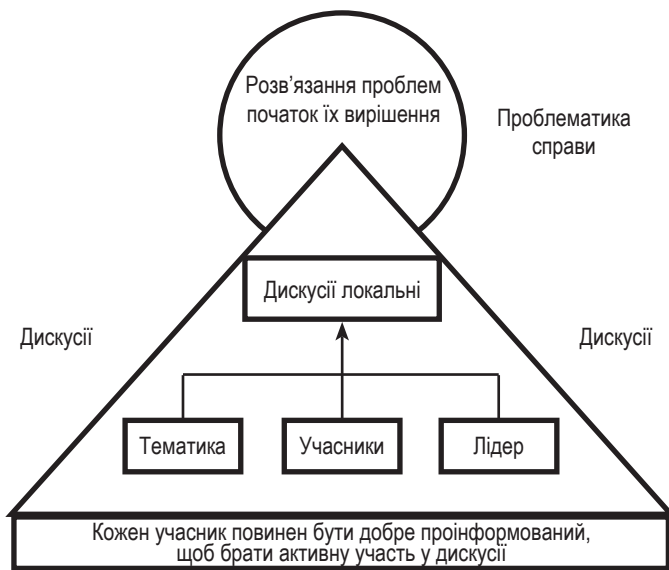 Розв’язання проблем
початок їх вирішення
Проблематика
справи
Дискусії локальні
Дискусії
Дискусії
Тематика
Учасники
Лідер
Кожен учасник повинен бути добре проінформований,
щоб брати активну участь у дискусії